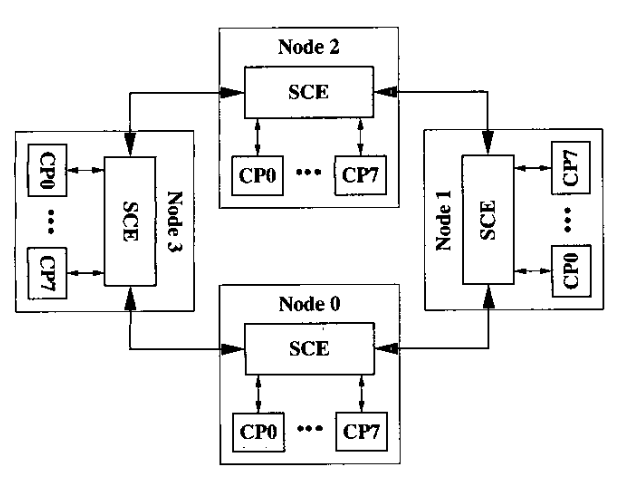 Node 2
SCE
CP0 ••• CP7
CP0
•••
CP7
SCE
Node 3
Node 1
SCE
CP7
•••
CP0
Node 0
SCE
CP0 ••• CP7